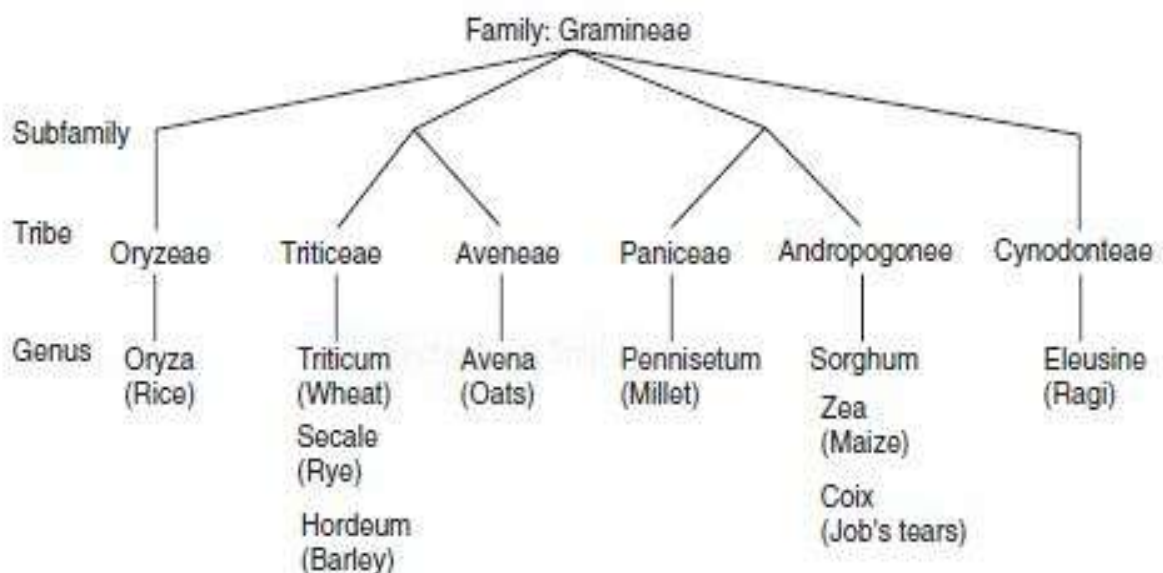 Family: Gramineae
Subfamily
Tribe
Oryzeae
Triticeae
Aveneae
Paniceae
Andropogonee
Cynodonteae
Genus
Oryza
(Rice)
Triticum
(Wheat)
Secale
(Rye)
Hordeum
(Barley)
Avena
(Oats)
Pennisetum
(Millet)
Sorghum
Zea
(Maize)
Coix
(Job's tears)
Eleusine
(Ragi)